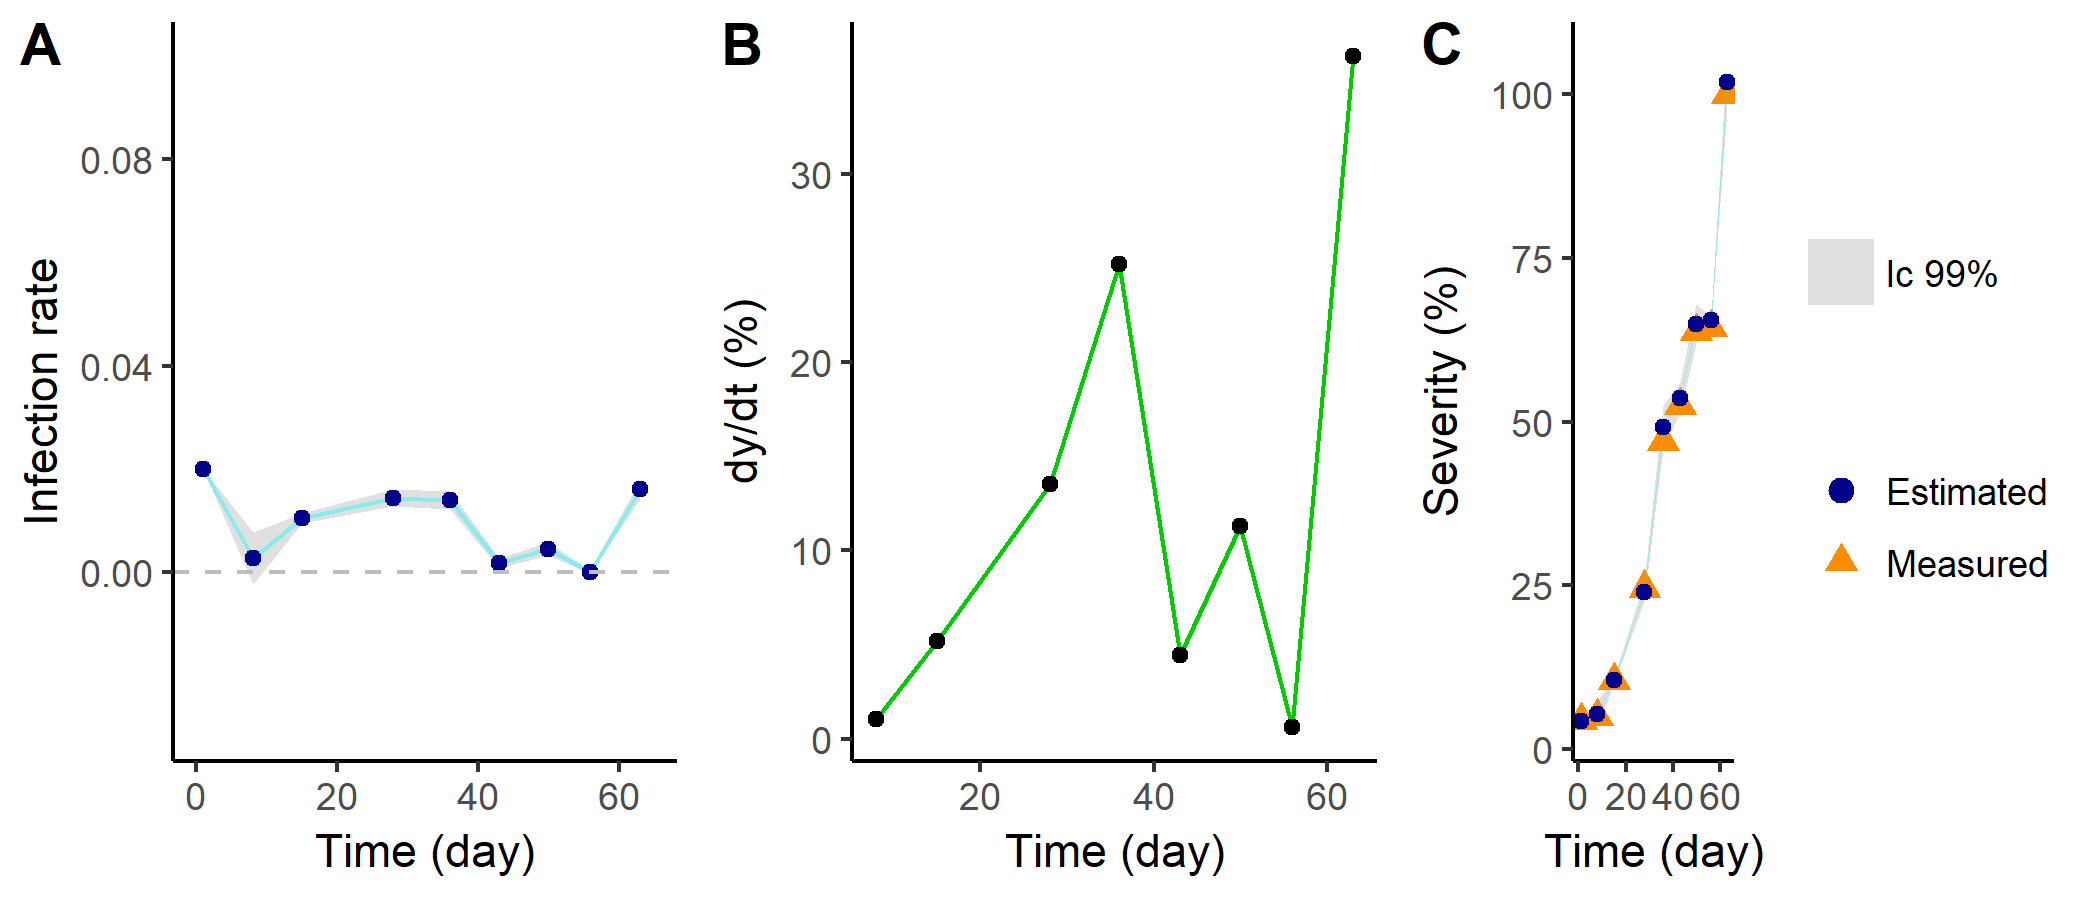 A
Infection rate
0.08
0.04
0.00
0 20 40 60
Time (day)
B
dy/dt (%)
30
20
10
0
20 40 60
Time (day)
C
Severity (%)
100
75
50
25
0
0 20 40 60
Time (day)
Ic 99%
Estimated
Measured